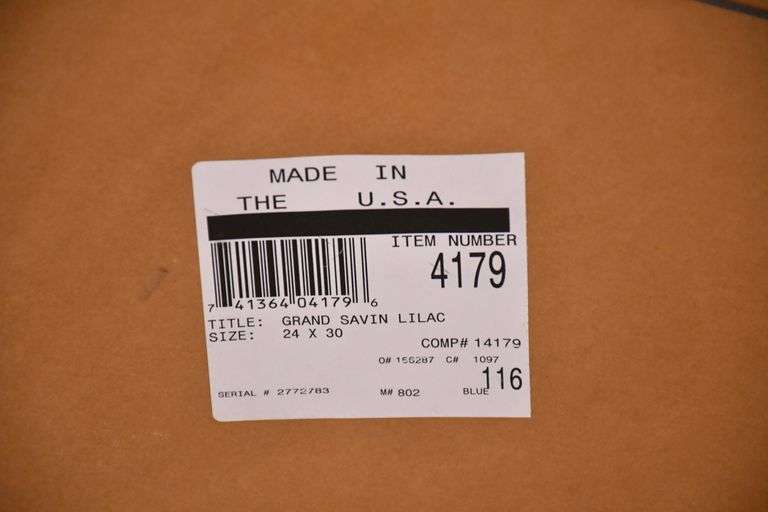 MADE IN
THE U.S.A.
ITEM NUMBER
4179
7 41364 04179 6
TITLE: GRAND SAVIN LILAC
SIZE: 24 X 30
COMP# 14179
O# 155287 C# 1097
116
SERIAL # 2772783 M# 802 BLUE